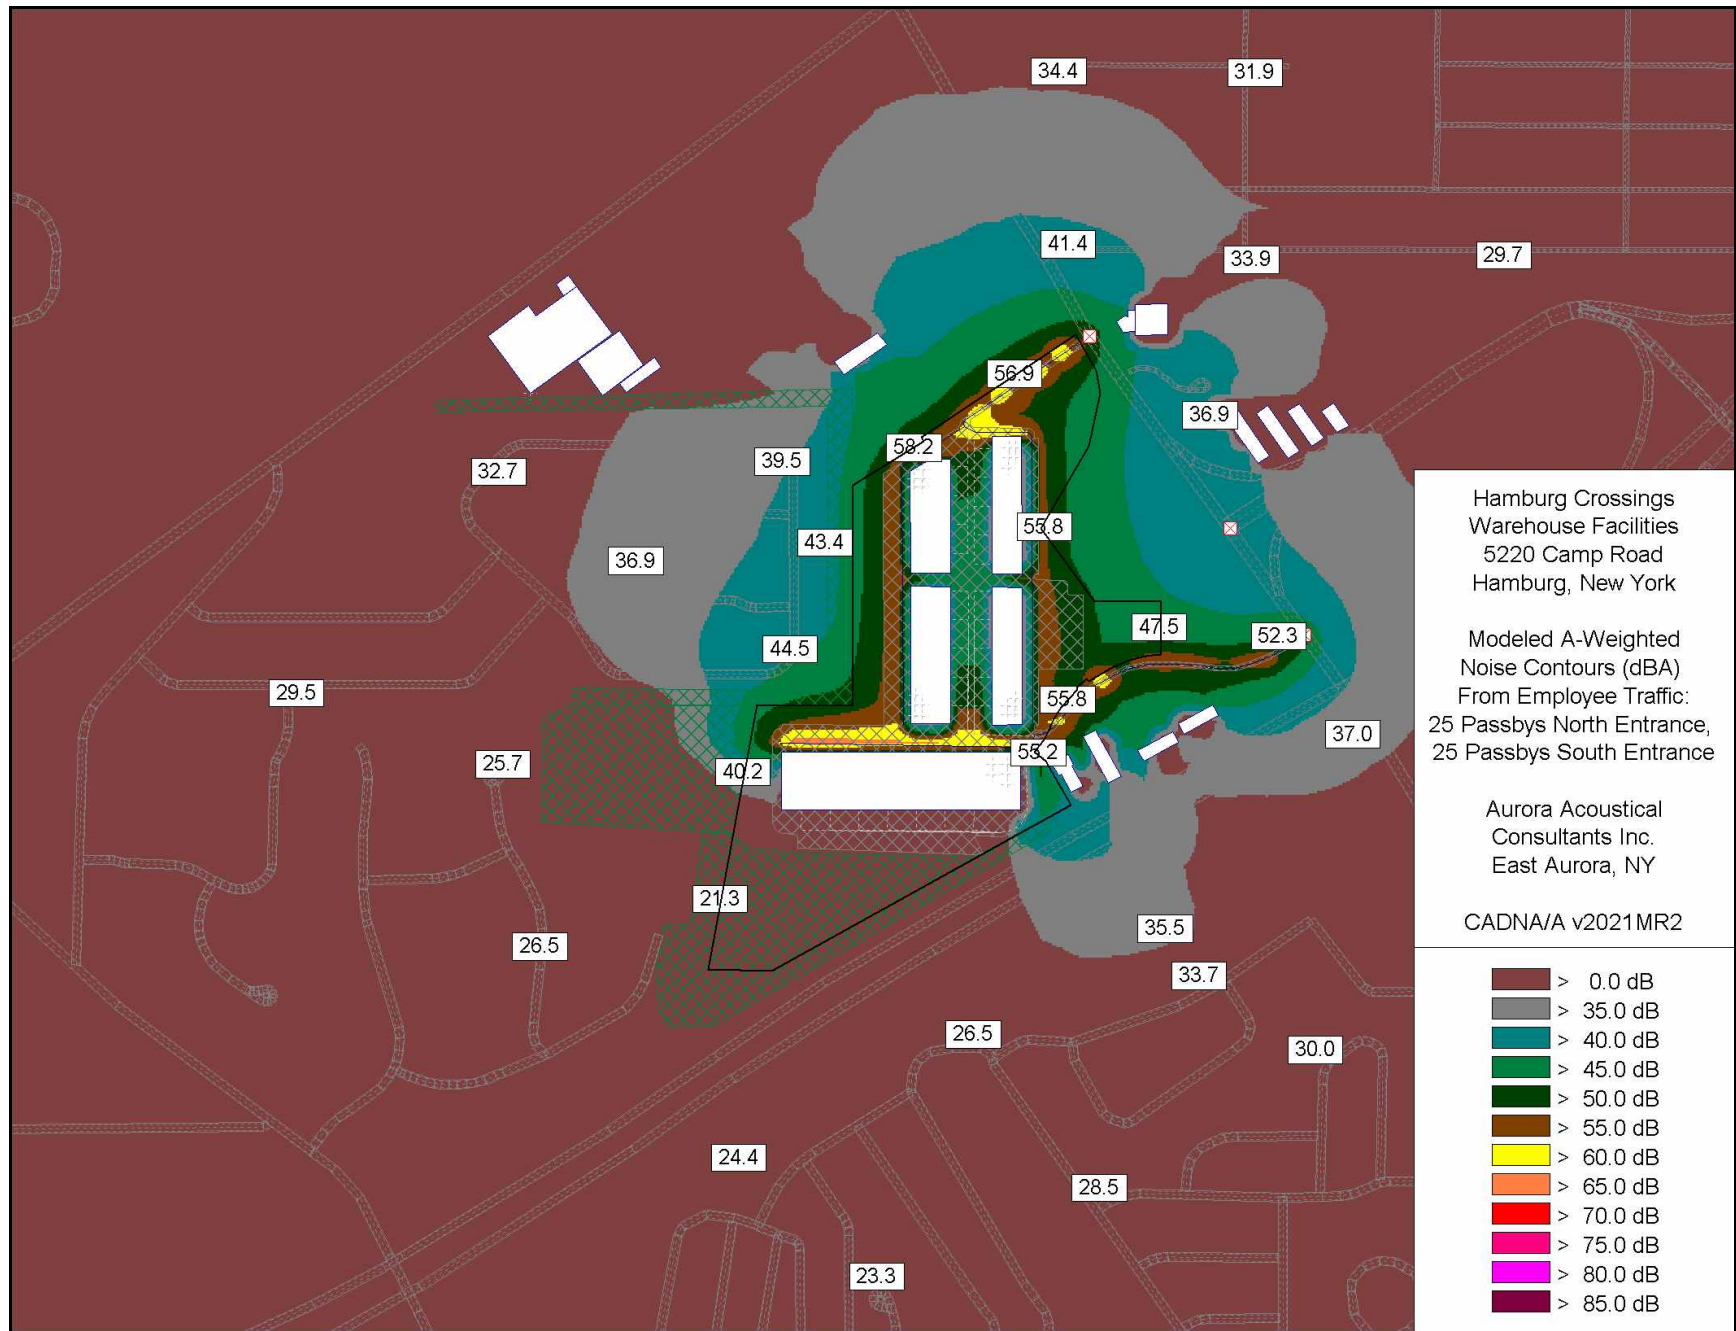 34.4
31.9
41.4
33.9
29.7
56.9
36.9
58.2
39.5
32.7
55.8
43.4
36.9
47.5
52.3
44.5
29.5
55.8
37.0
55.2
25.7
40.2
21.3
35.5
26.5
33.7
26.5
30.0
24.4
28.5
23.3
Hamburg Crossings
Warehouse Facilities
5220 Camp Road
Hamburg, New York
Modeled A-Weighted
Noise Contours (dBA)
From Employee Traffic:
25 Passbys North Entrance,
25 Passbys South Entrance
Aurora Acoustical
Consultants Inc.
East Aurora, NY
CADNA/A v2021MR2
> 0.0 dB
> 35.0 dB
> 40.0 dB
> 45.0 dB
> 50.0 dB
> 55.0 dB
> 60.0 dB
> 65.0 dB
> 70.0 dB
> 75.0 dB
> 80.0 dB
> 85.0 dB